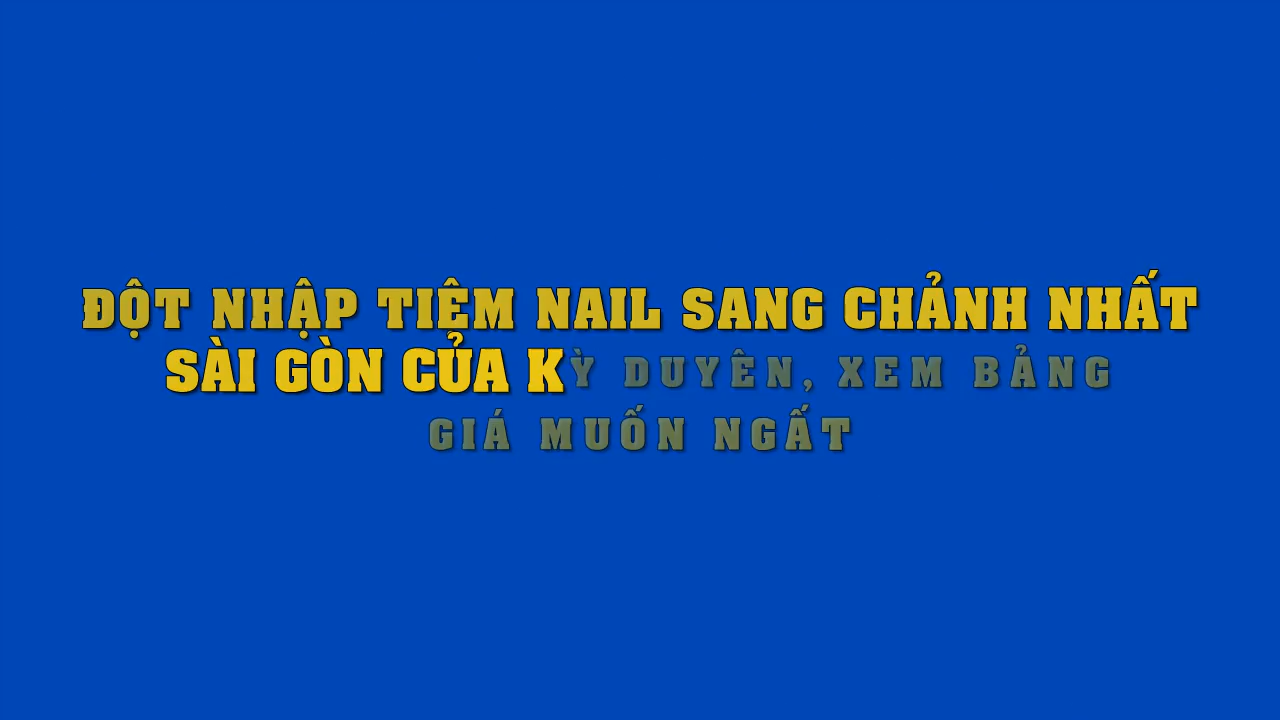 ĐỘT NHẬP TIỆM NAIL SANG CHẢNH NHẤT
SÀI GÒN CỦA KỲ DUYÊN, XEM BẢNG
GIÁ MUỐN NGẤT